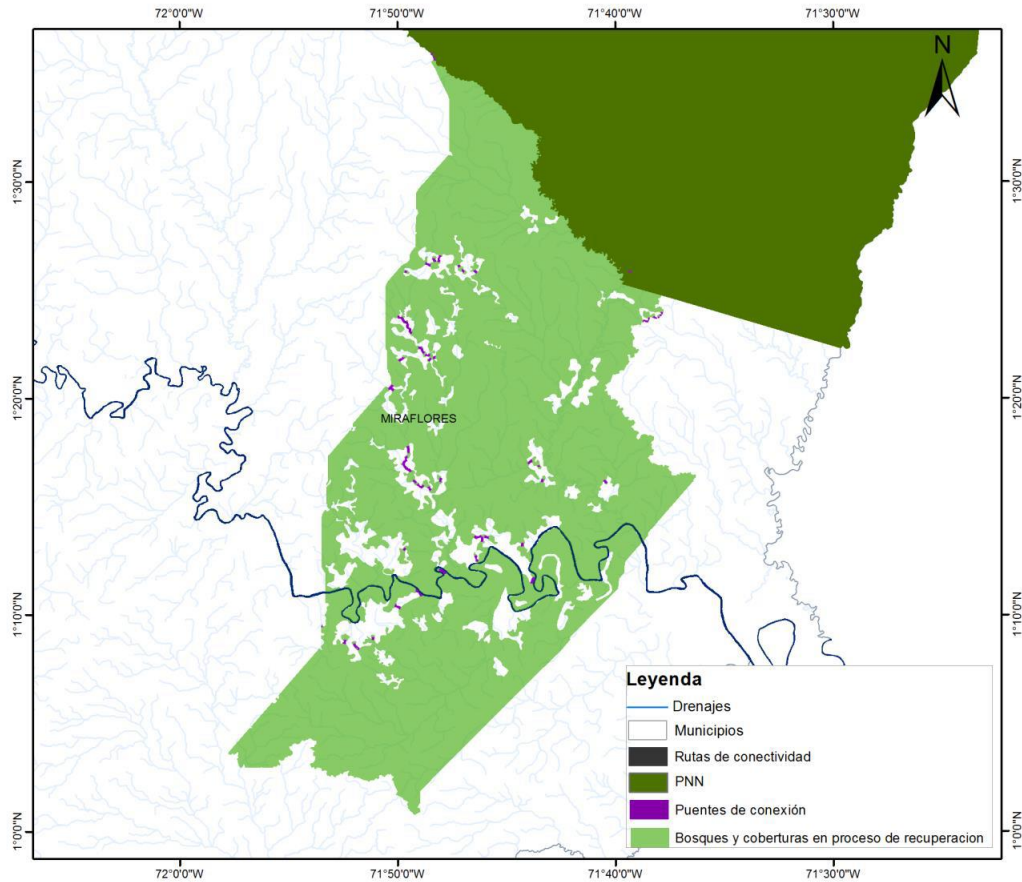 72°0'0"W
71°50'0"W
71°40'0"W
71°30'0"W
N
1°30'0"N
1°30'0"N
1°20'0"N
1°20'0"N
MIRAFLORES
1°10'0"N
1°10'0"N
Leyenda
Drenajes
Municipios
Rutas de conectividad
PNN
Puentes de conexión
Bosques y coberturas en proceso de recuperacion
1°0'0"N
1°0'0"N
72°0'0"W
71°50'0"W
71°40'0"W
71°30'0"W